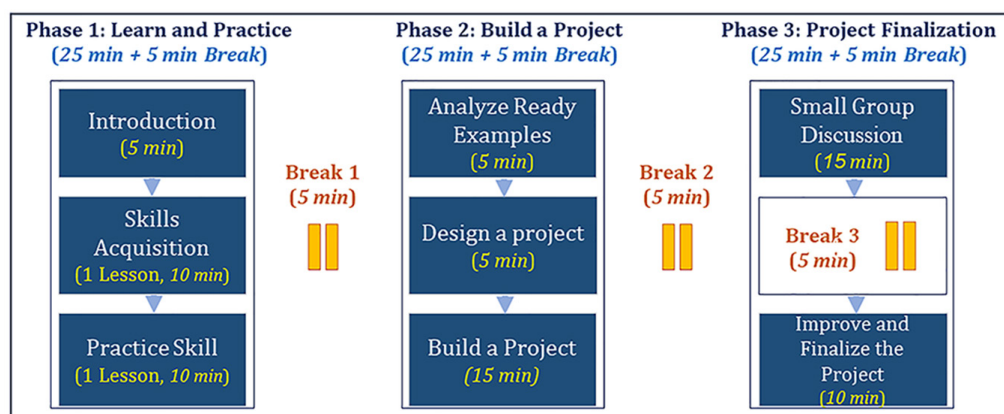 Phase 1: Learn and Practice
(25 min + 5 min Break)
Introduction
(5 min)
Skills
Acquisition
(1 Lesson, 10 min)
Practice Skill
(1 Lesson, 10 min)
Break 1
(5 min)
Phase 2: Build a Project
(25 min + 5 min Break)
Analyze Ready
Examples
(5 min)
Design a project
(5 min)
Build a Project
(15 min)
Break 2
(5 min)
Phase 3: Project Finalization
(25 min + 5 min Break)
Small Group
Discussion
(15 min)
Break 3
(5 min)
Improve and
Finalize the
Project
(10 min)